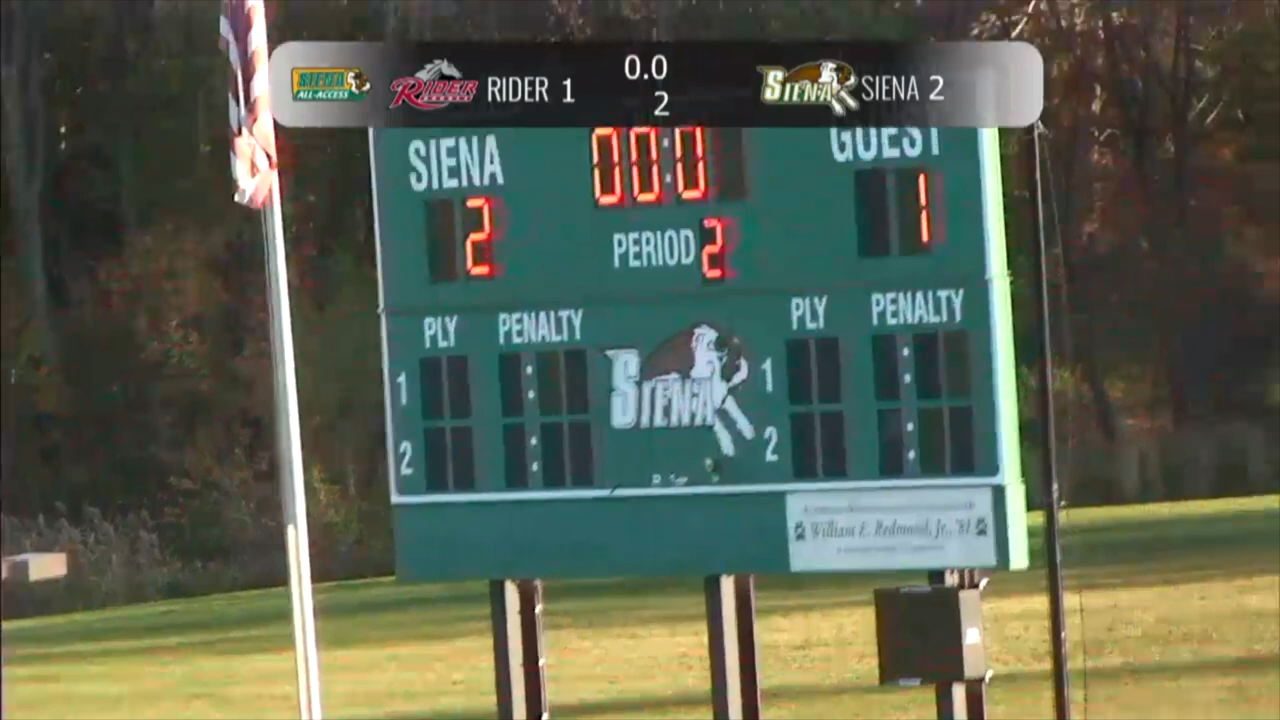 SIENA
ALL-ACCESS
RIDER
RIDER 1
0.0
2
SIENA
SIENA 2
SIENA
00:0
GUEST
2
PERIOD 2
1
PLY PENALTY
PLY PENALTY
1
2
SIENA
1
2
William E. Redmond, Jr., '81